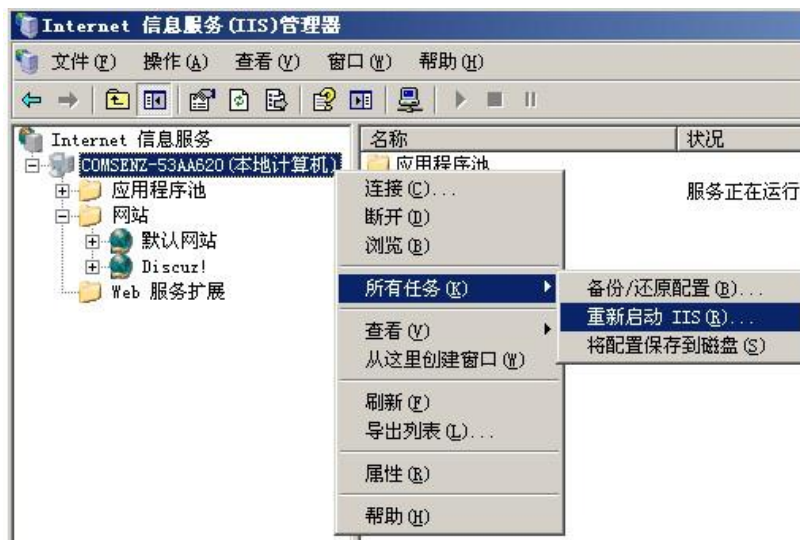 Internet 信息服务(IIS)管理器
文件(F) 操作(A) 查看(V) 窗口(W) 帮助(H)
Internet 信息服务
COMSENZ-53AA620(本地计算机)
应用程序池
网站
默认网站
Discuz!
Web 服务扩展
名称 状况
应用程序池
服务正在运行
连接(C)...
断开(D)
浏览(B)
所有任务(K)
查看(V)
从这里创建窗口(W)
刷新(F)
导出列表(L)...
属性(R)
帮助(H)
备份/还原配置(B)...
重新启动 IIS(R)...
将配置保存到磁盘(S)